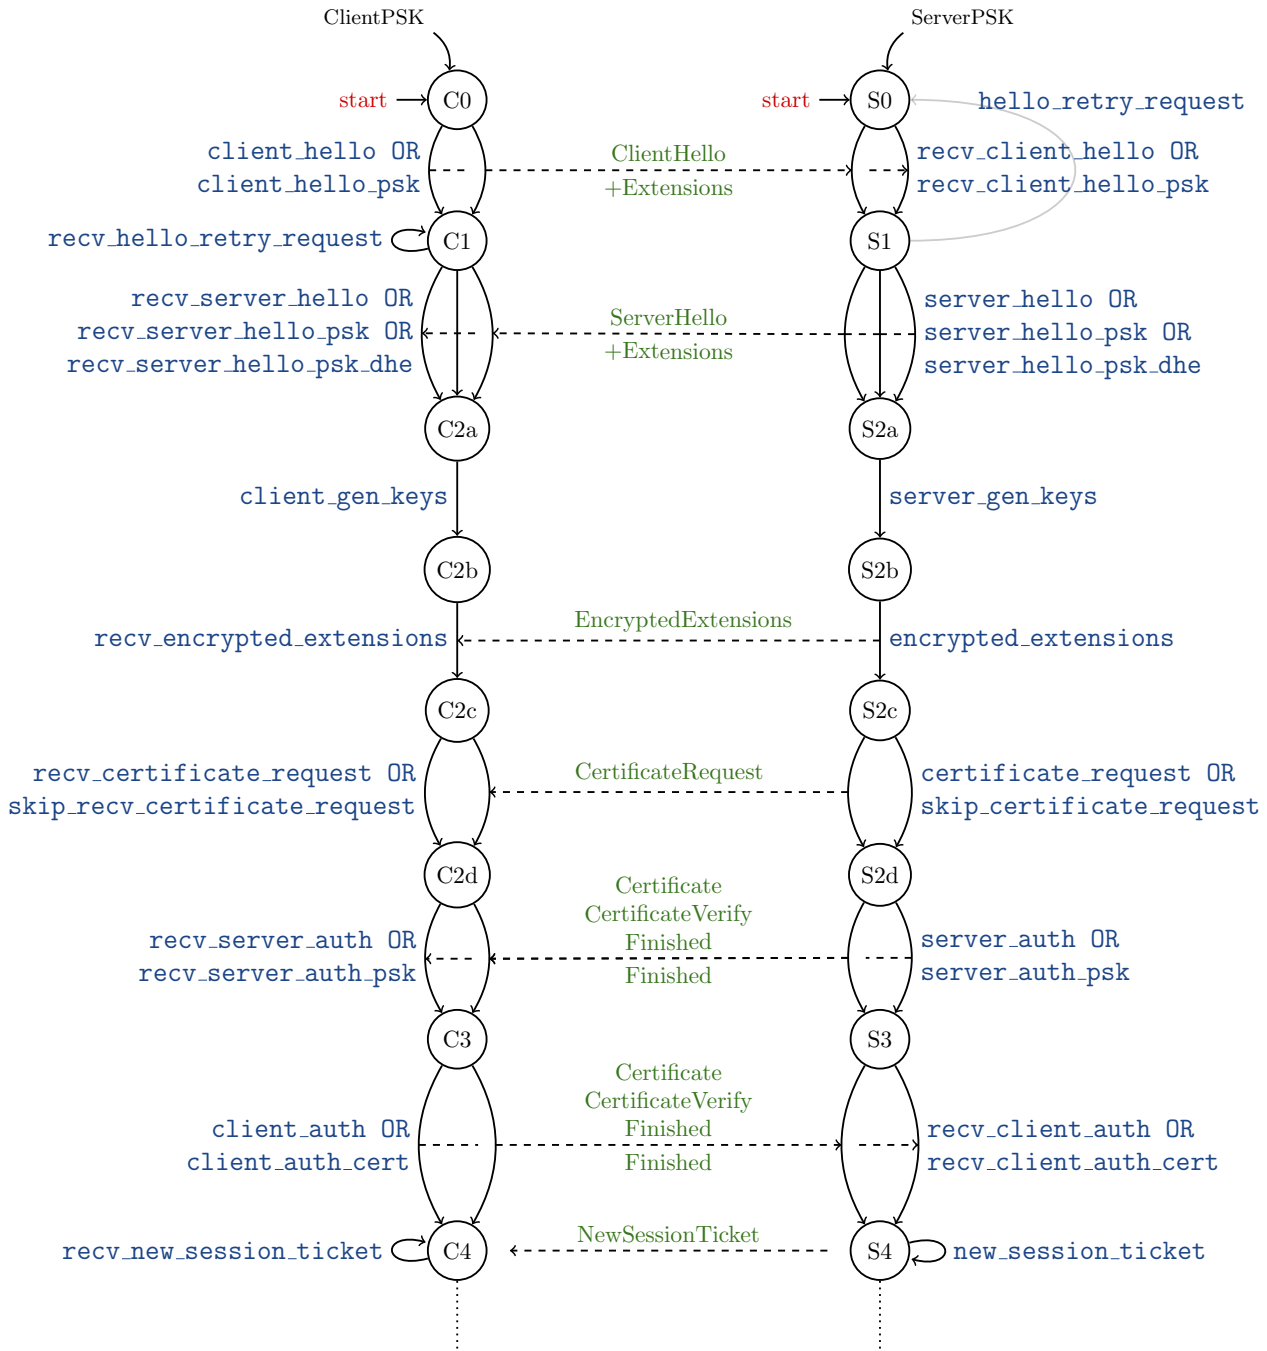 ClientPSK
ServerPSK
start
C0
start
S0
hello_retry_request
client_hello OR
client_hello_psk
ClientHello
+Extensions
recv_client_hello OR
recv_client_hello_psk
recv_hello_retry_request
C1
S1
recv_server_hello OR
recv_server_hello_psk OR
recv_server_hello_psk_dhe
ServerHello
+Extensions
server_hello OR
server_hello_psk OR
server_hello_psk_dhe
C2a
S2a
client_gen_keys
server_gen_keys
C2b
S2b
recv_encrypted_extensions
EncryptedExtensions
encrypted_extensions
C2c
S2c
recv_certificate_request OR
skip_recv_certificate_request
CertificateRequest
certificate_request OR
skip_certificate_request
C2d
S2d
recv_server_auth OR
recv_server_auth_psk
Certificate
CertificateVerify
Finished
Finished
server_auth OR
server_auth_psk
C3
S3
client_auth OR
client_auth_cert
Certificate
CertificateVerify
Finished
Finished
recv_client_auth OR
recv_client_auth_cert
recv_new_session_ticket
C4
NewSessionTicket
S4
new_session_ticket